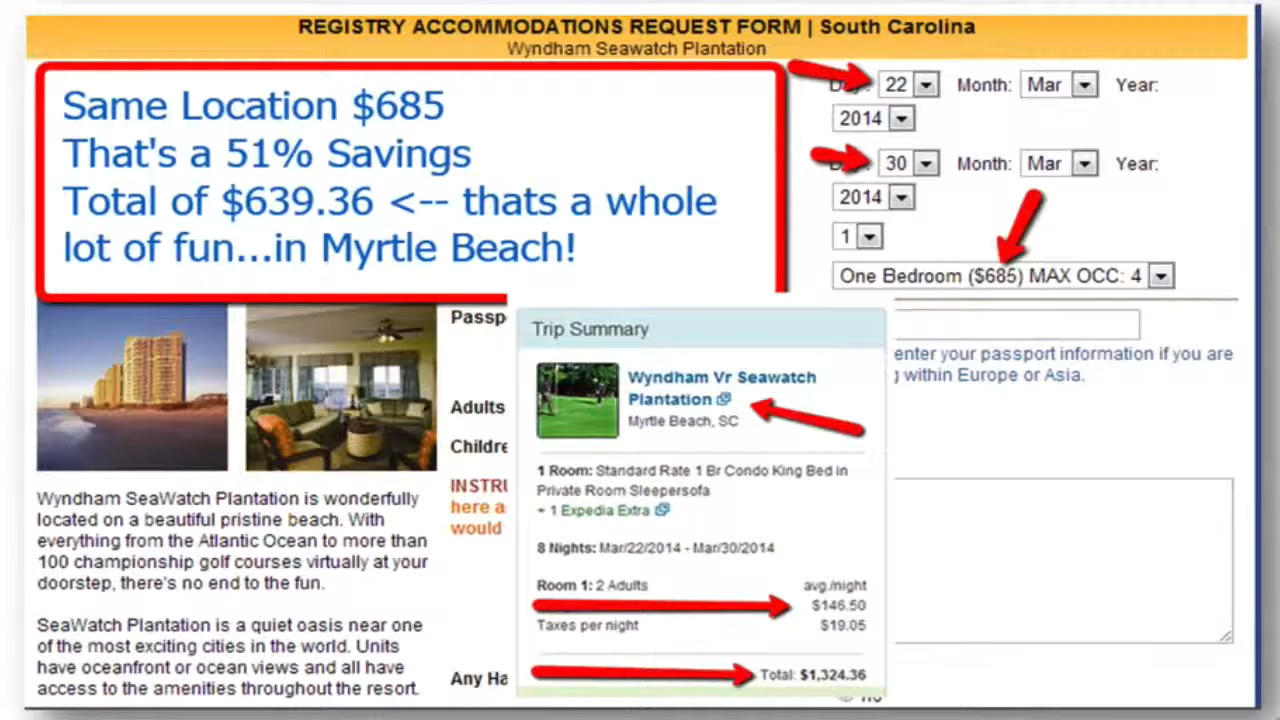 REGISTRY ACCOMMODATIONS REQUEST FORM | South Carolina
Wyndham Seawatch Plantation
Same Location $685
That's a 51% Savings
Total of $639.36 <-- thats a whole
lot of fun...in Myrtle Beach!
22 Month: Mar Year:
2014
30 Month: Mar Year:
2014
1
One Bedroom ($685) MAX OCC: 4
Passp
enter your passport information if you are
within Europe or Asia.
Adults
Childre
INSTRU
here a
would
Any Ha
Trip Summary
Wyndham Vr Seawatch
Plantation
Myrtle Beach, SC
1 Room: Standard Rate 1 Br Condo King Bed in
Private Room Sleepersofa
+ 1 Expedia Extra
8 Nights: Mar/22/2014 - Mar/30/2014
Room 1: 2 Adults avg./night
$146.50
Taxes per night $19.05
Total: $1,324.36
Wyndham SeaWatch Plantation is wonderfully
located on a beautiful pristine beach. With
everything from the Atlantic Ocean to more than
100 championship golf courses virtually at your
doorstep, there's no end to the fun.
SeaWatch Plantation is a quiet oasis near one
of the most exciting cities in the world. Units
have oceanfront or ocean views and all have
access to the amenities throughout the resort.